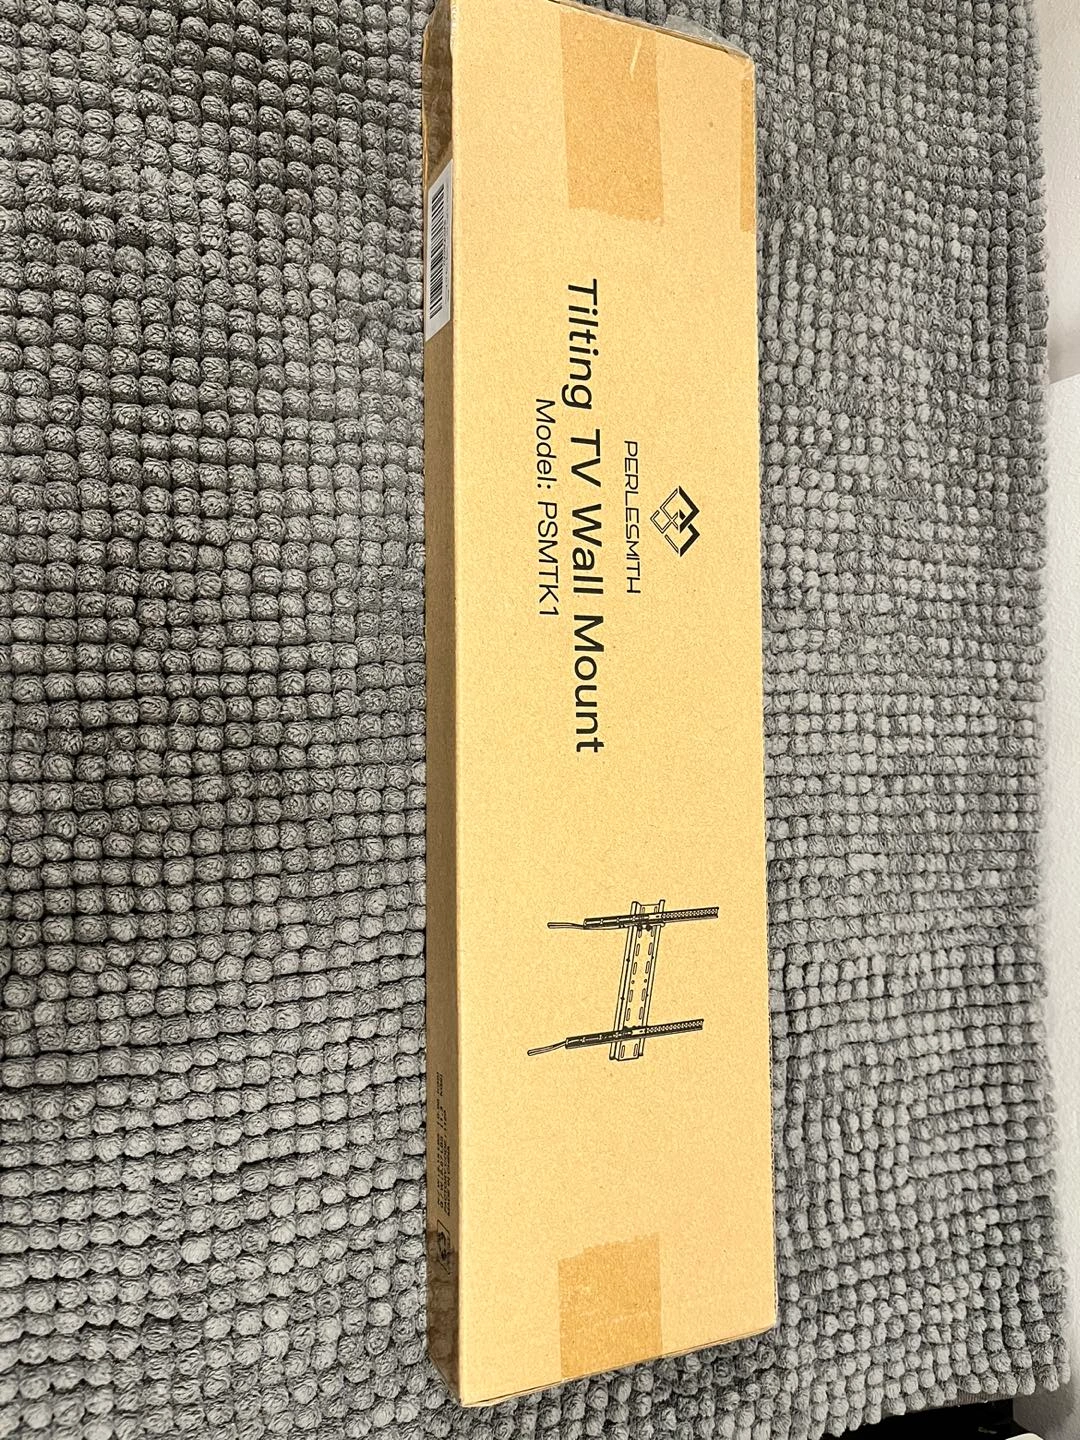 PERLESMITH
Tilting TV Wall Mount
Model: PSMTK1